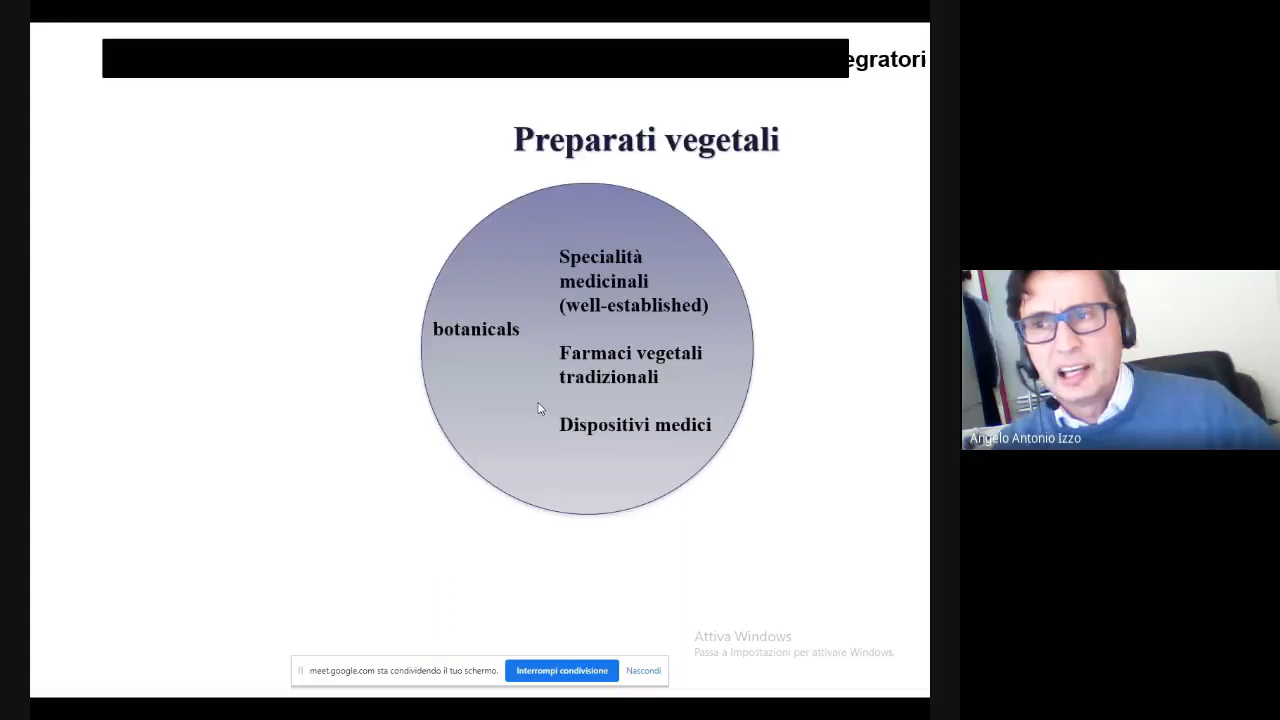 egratori
Preparati vegetali
Specialità
medicinali
(well-established)
botanicals
Farmaci vegetali
tradizionali
Dispositivi medici
Angelo Antonio Izzo
Attiva Windows
Passa a Impostazioni per attivare Windows.
meet.google.com sta condividendo il tuo schermo. Interrompi condivisione Nascondi